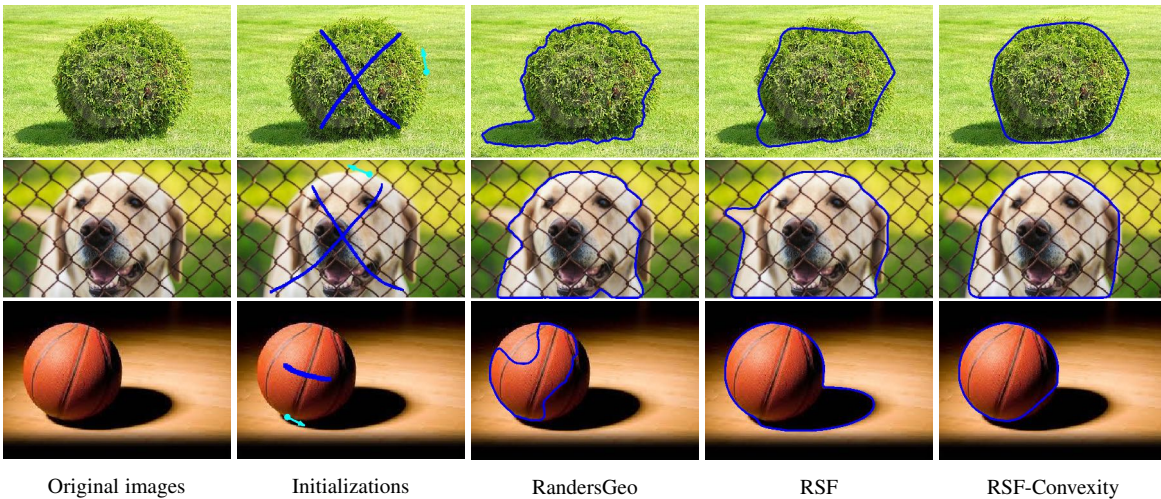 Original images
Initializations
RandersGeo
RSF
RSF-Convexity